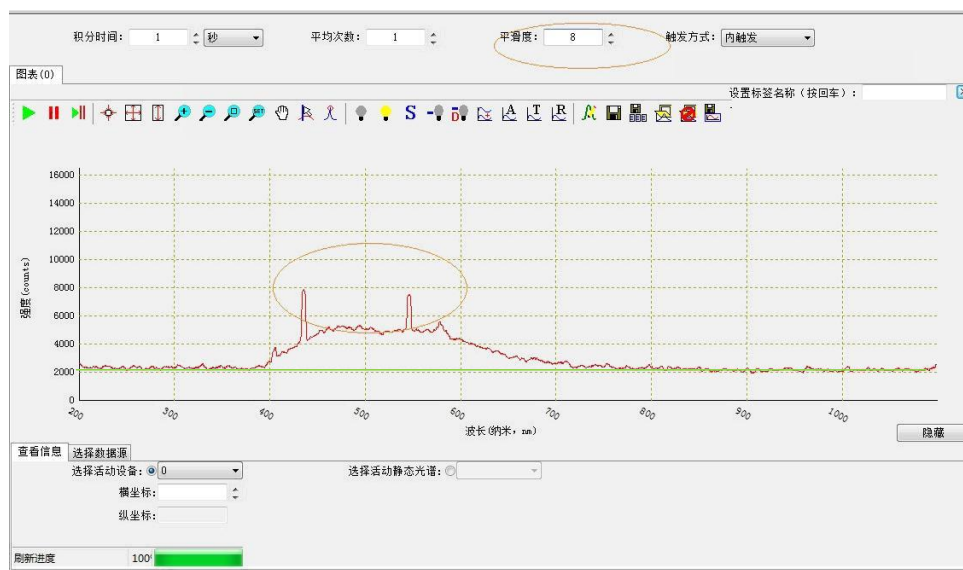 积分时间: 1 秒 平均次数: 1 平滑度: 8 触发方式: 内触发
图表(0)
设置标签名称(按回车):
S D A T R
16000
14000
12000
10000
8000
6000
4000
2000
0
强度(counts)
200 300 400 500 600 700 800 900 1000
波长(纳米, nm)
隐藏
查看信息 选择数据源
选择活动设备: 0 选择活动静态光谱:
横坐标:
纵坐标:
刷新进度 100